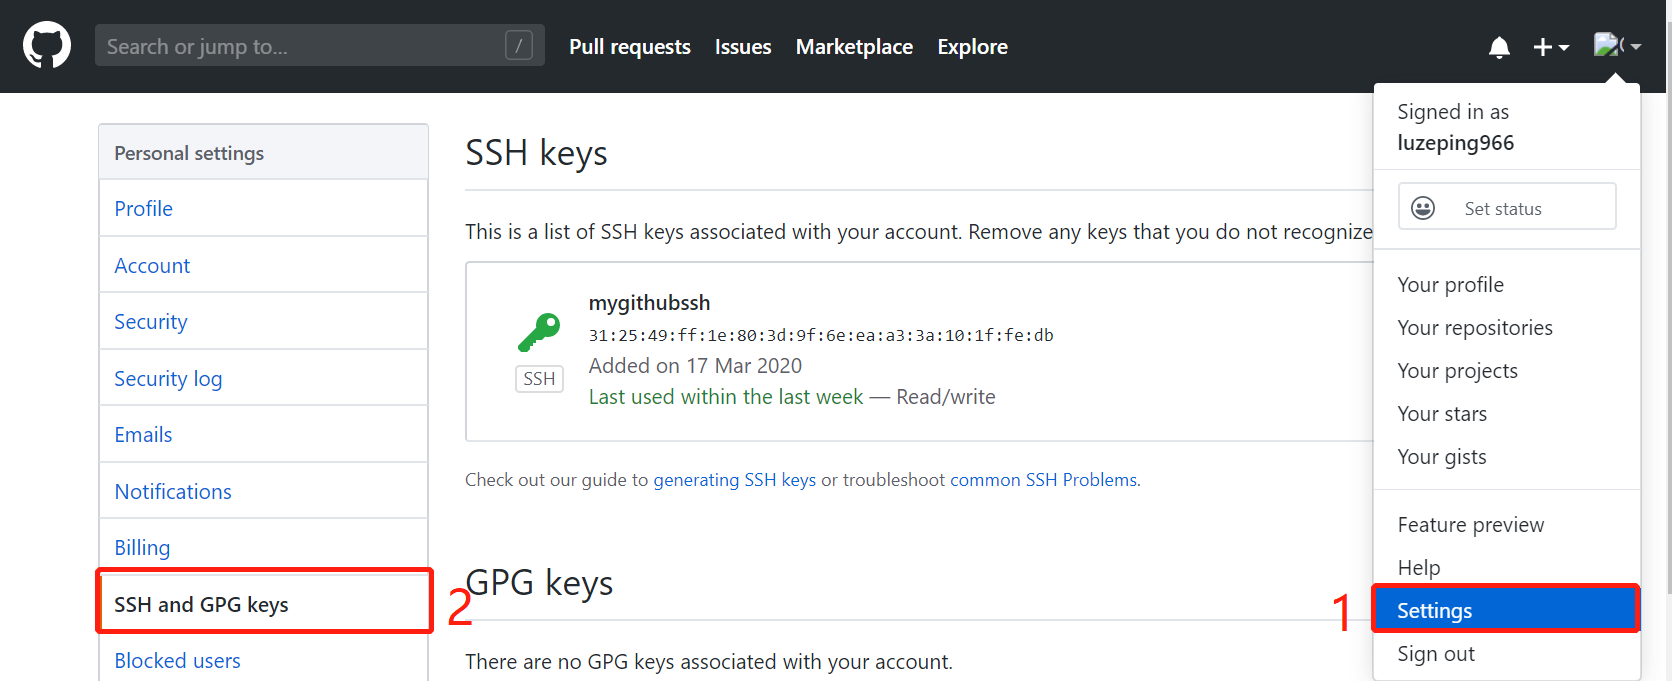 Search or jump to...
/
Pull requests
Issues
Marketplace
Explore
Signed in as
luzeping966
Set status
Your profile
Your repositories
Your projects
Your stars
Your gists
Feature preview
Help
1
Settings
Sign out
Personal settings
Profile
Account
Security
Security log
Emails
Notifications
Billing
SSH and GPG keys
2
Blocked users
SSH keys
This is a list of SSH keys associated with your account. Remove any keys that you do not recognize
mygithubssh
31:25:49:ff:1e:80:3d:9f:6e:ea:a3:3a:10:1f:fe:db
Added on 17 Mar 2020
SSH
Last used within the last week — Read/write
Check out our guide to generating SSH keys or troubleshoot common SSH Problems.
GPG keys
There are no GPG keys associated with your account.